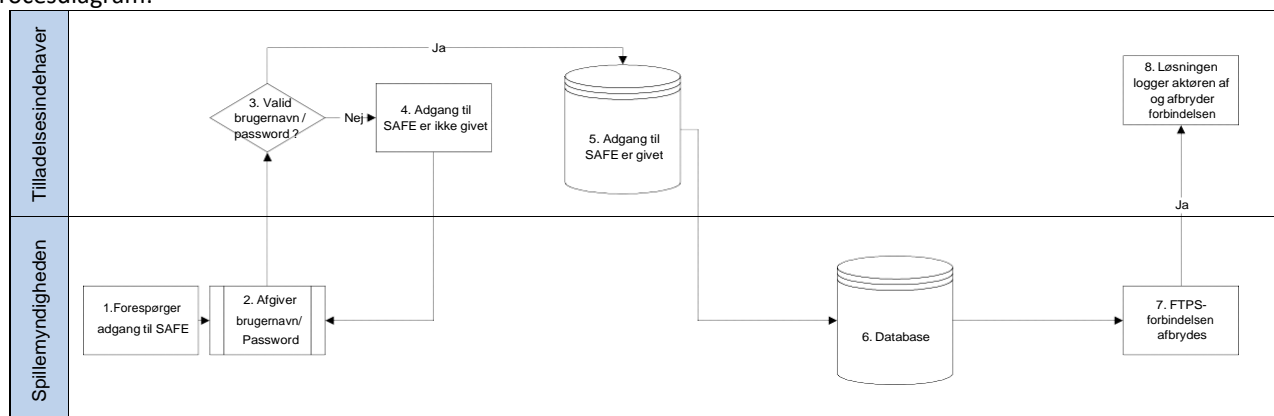 Tilladelsesindehaver
Ja
3. Valid
brugernavn /
password ?
Nej
4. Adgang til
SAFE er ikke givet
5. Adgang til
SAFE er givet
8. Løsningen
logger aktøren af
og afbryder
forbindelsen
Ja
Spillemyndigheden
1.Forespørger
adgang til SAFE
2. Afgiver
brugernavn/
Password
6. Database
7. FTPS-
forbindelsen
afbrydes